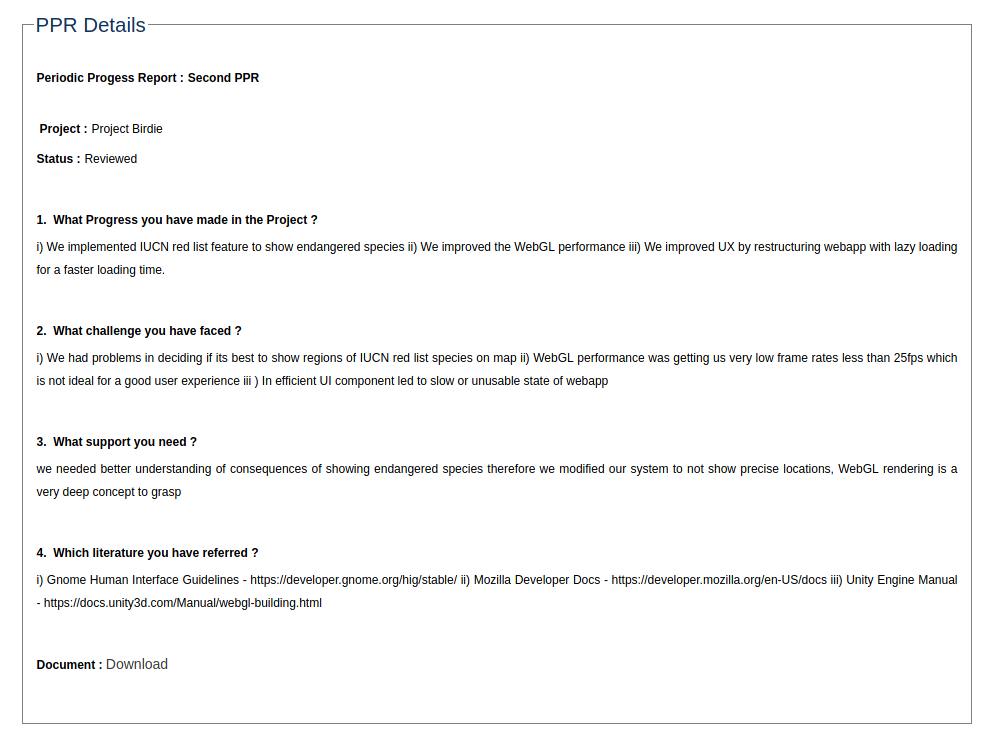 PPR Details
Periodic Progess Report : Second PPR
Project : Project Birdie
Status : Reviewed
1. What Progress you have made in the Project ?
i) We implemented IUCN red list feature to show endangered species ii) We improved the WebGL performance iii) We improved UX by restructuring webapp with lazy loading
for a faster loading time.
2. What challenge you have faced ?
i) We had problems in deciding if its best to show regions of IUCN red list species on map ii) WebGL performance was getting us very low frame rates less than 25fps which
is not ideal for a good user experience iii ) In efficient UI component led to slow or unusable state of webapp
3. What support you need ?
we needed better understanding of consequences of showing endangered species therefore we modified our system to not show precise locations, WebGL rendering is a
very deep concept to grasp
4. Which literature you have referred ?
i) Gnome Human Interface Guidelines - https://developer.gnome.org/hig/stable/ ii) Mozilla Developer Docs - https://developer.mozilla.org/en-US/docs iii) Unity Engine Manual
- https://docs.unity3d.com/Manual/webgl-building.html
Document : Download